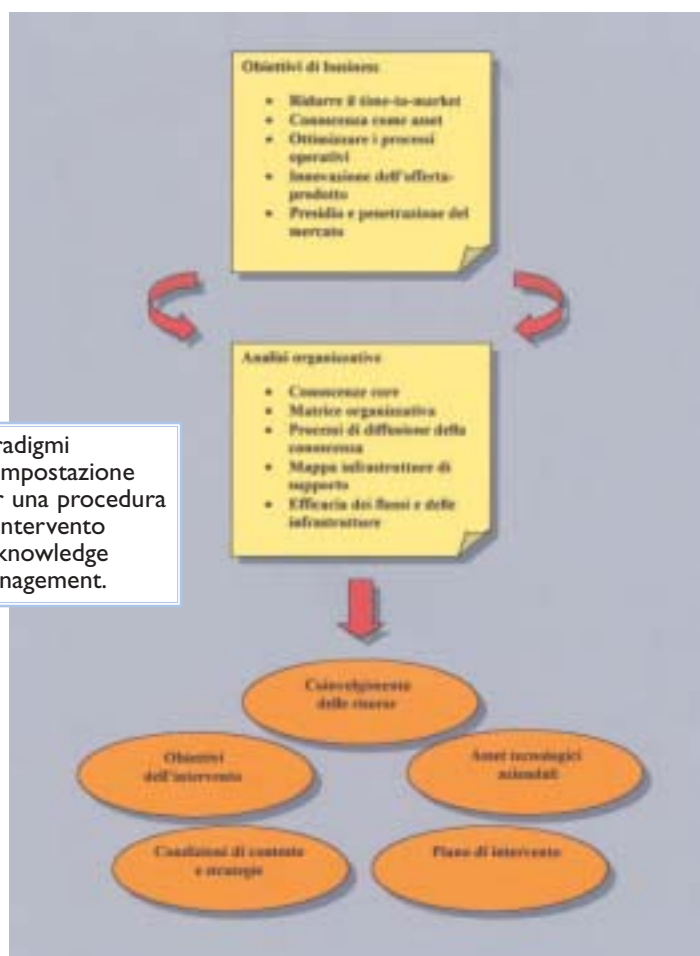 Obiettivi di business
• Ridurre il time-to-market
• Conoscenza come asset
• Ottimizzare i processi
operativi
• Innovazione dell'offerta-
prodotto
• Presidio e penetrazione del
mercato
Analisi organizzative
• Conoscenze core
• Matrice organizzativa
• Processi di diffusione della
conoscenza
• Mappa infrastrutture di
supporto
• Efficacia dei flussi e delle
infrastrutture
radigmi
impostazione
r una procedura
intervento
knowledge
nagement.
Coinvolgimento
delle risorse
Obiettivi
dell'intervento
Asset tecnologici
aziendali
Condizioni di contesto
e strategie
Piano di intervento